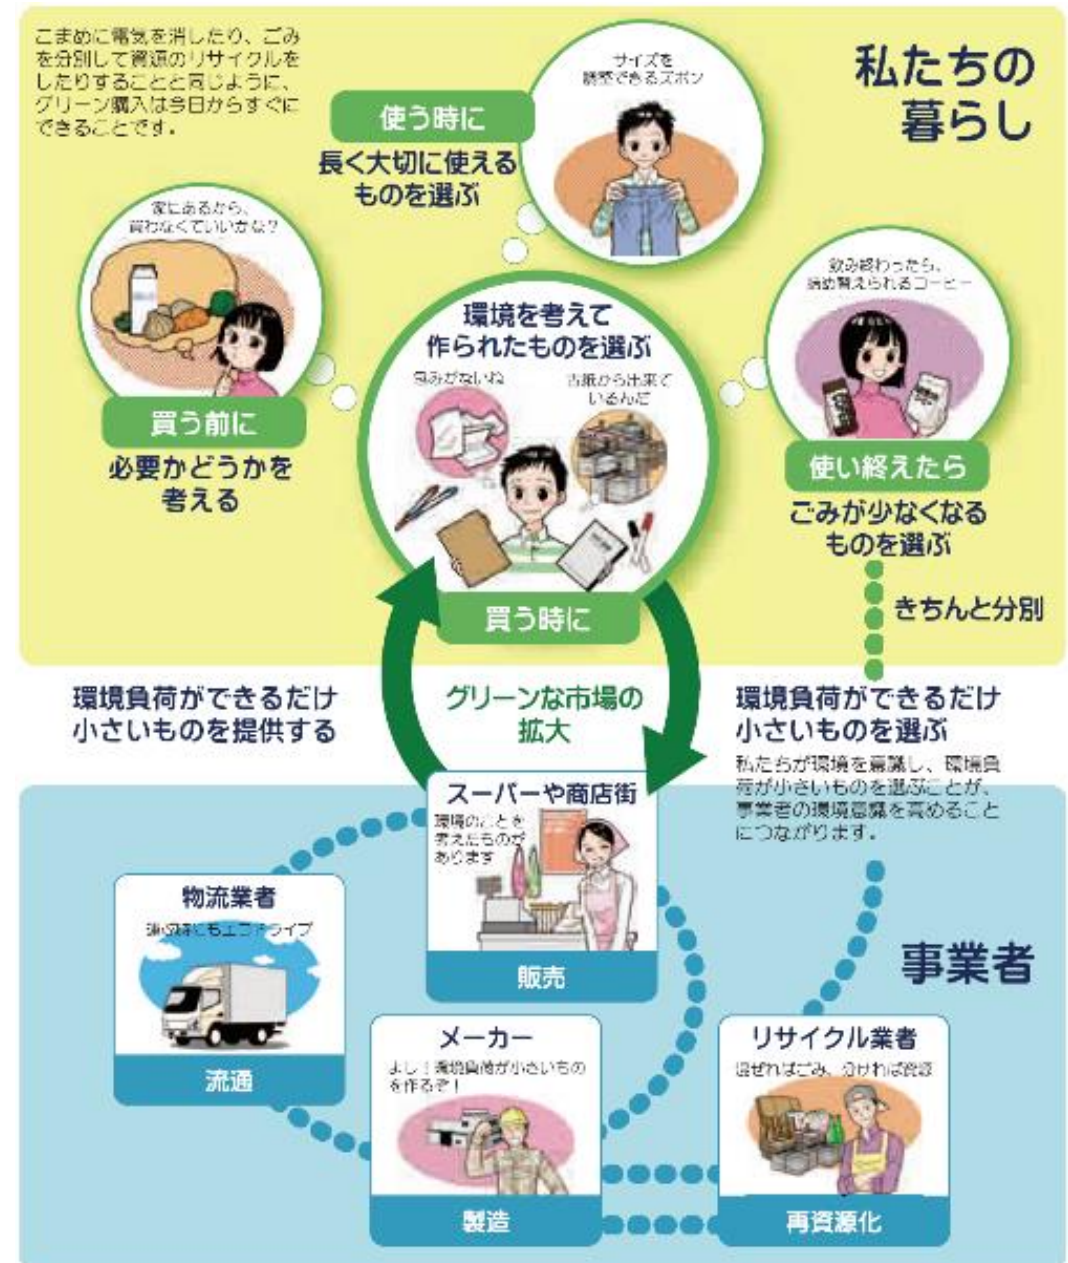 こまめに電気を消したり、ごみ
を分別して資源のリサイクルを
したりすることと同じように、
グリーン購入は今日からすぐに
できることです。
私たちの
暮らし
サイズを
調整できるズボン
使う時に
長く大切に使える
ものを選ぶ
家にあるから、
買わなくていいかな?
買う前に
必要かどうかを
考える
環境を考えて
作られたものを選ぶ
包みがないね
古紙から出来て
いるんだ
買う時に
飲み終わったら、
詰め替えられるコーヒー
使い終えたら
ごみが少なくなる
ものを選ぶ
きちんと分別
環境負荷ができるだけ
小さいものを提供する
グリーンな市場の
拡大
環境負荷ができるだけ
小さいものを選ぶ
私たちが環境を意識し、環境負
荷が小さいものを選ぶことが、
事業者の環境意識を高めること
につながります。
スーパーや商店街
環境のことを
考えたものが
あります
販売
事業者
物流業者
エコドライブ
流通
メーカー
よし!環境負荷が小さいもの
を作るぞ!
製造
リサイクル業者
混ぜればごみ、分ければ資源
再資源化